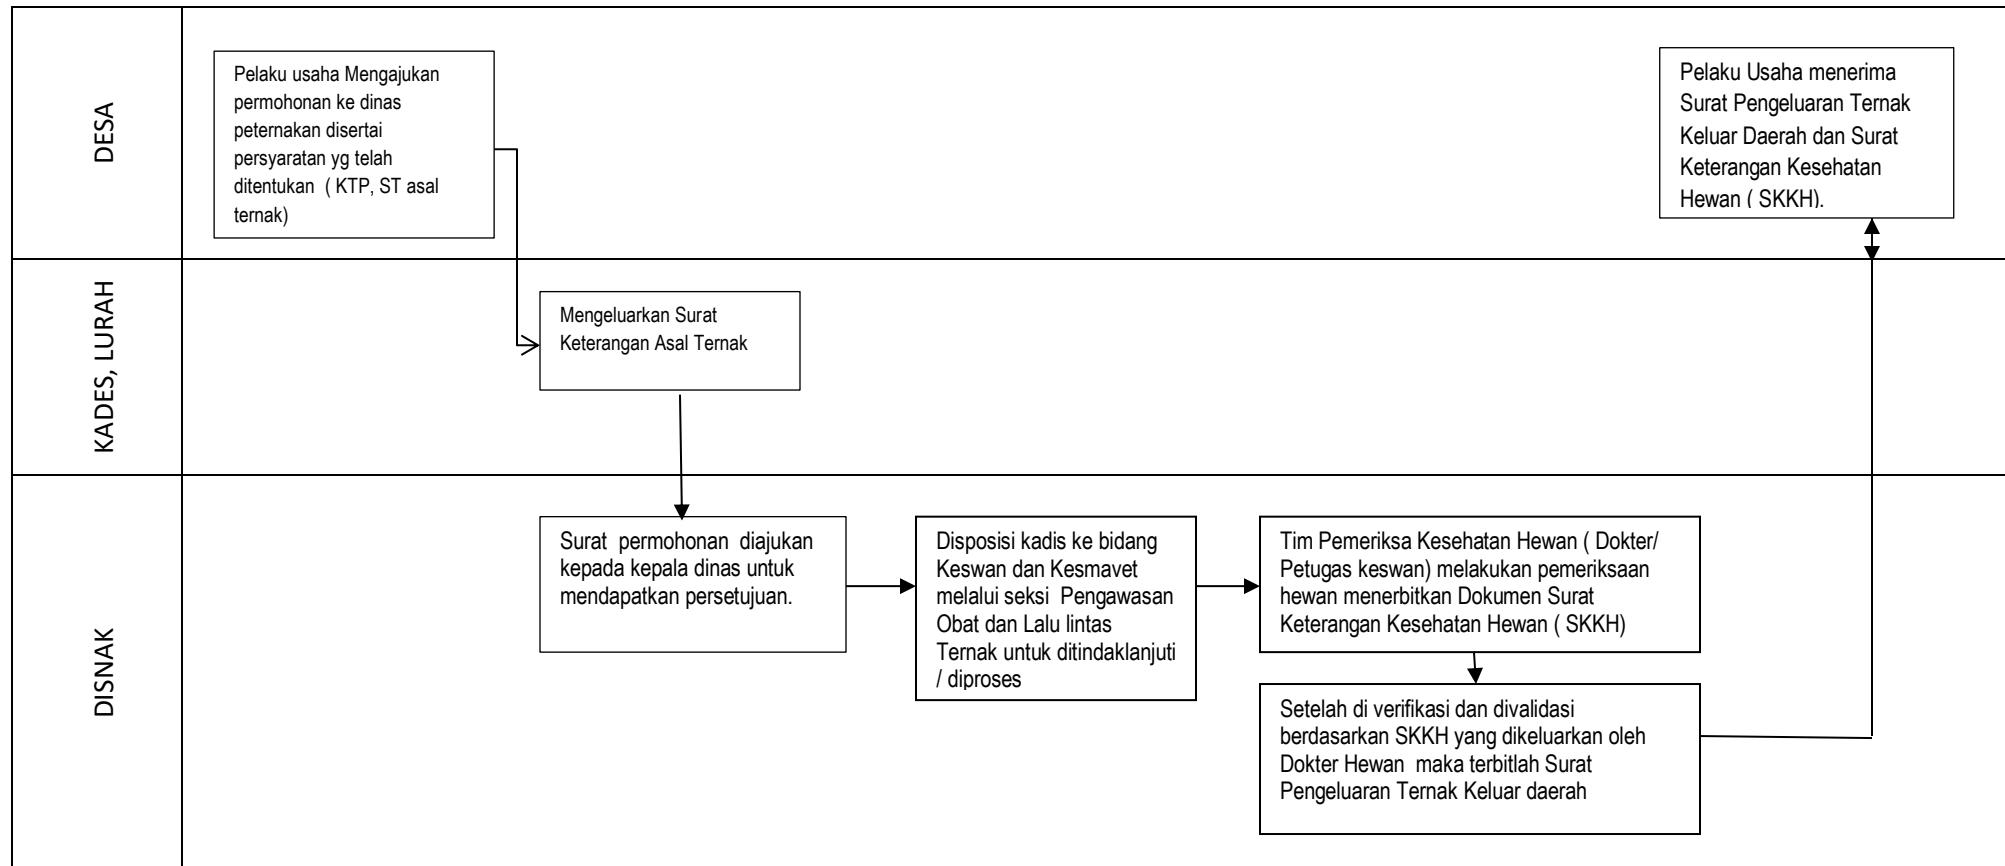 DESA
Pelaku usaha Mengajukan
permohonan ke dinas
peternakan disertai
persyaratan yg telah
ditentukan ( KTP, ST asal
ternak)
Pelaku Usaha menerima
Surat Pengeluaran Ternak
Keluar Daerah dan Surat
Keterangan Kesehatan
Hewan ( SKKH).
KADES, LURAH
Mengeluarkan Surat
Keterangan Asal Ternak
DISNAK
Surat permohonan diajukan
kepada kepala dinas untuk
mendapatkan persetujuan.
Disposisi kadis ke bidang
Keswan dan Kesmavet
melalui seksi Pengawasan
Obat dan Lalu lintas
Ternak untuk ditindaklanjuti
/ diproses
Tim Pemeriksa Kesehatan Hewan ( Dokter/
Petugas keswan) melakukan pemeriksaan
hewan menerbitkan Dokumen Surat
Keterangan Kesehatan Hewan ( SKKH)
Setelah di verifikasi dan divalidasi
berdasarkan SKKH yang dikeluarkan oleh
Dokter Hewan maka terbitlah Surat
Pengeluaran Ternak Keluar daerah